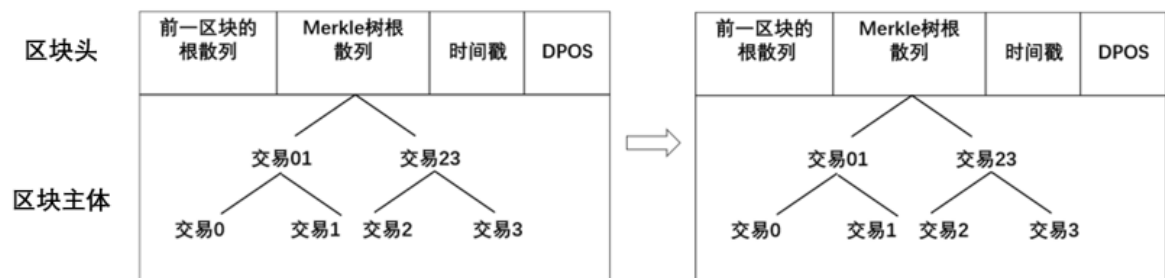 区块头
前一区块的
根散列
Merkle树根
散列
时间戳
DPOS
前一区块的
根散列
Merkle树根
散列
时间戳
DPOS
区块主体
交易01
交易23
交易0
交易1
交易2
交易3
交易01
交易23
交易0
交易1
交易2
交易3